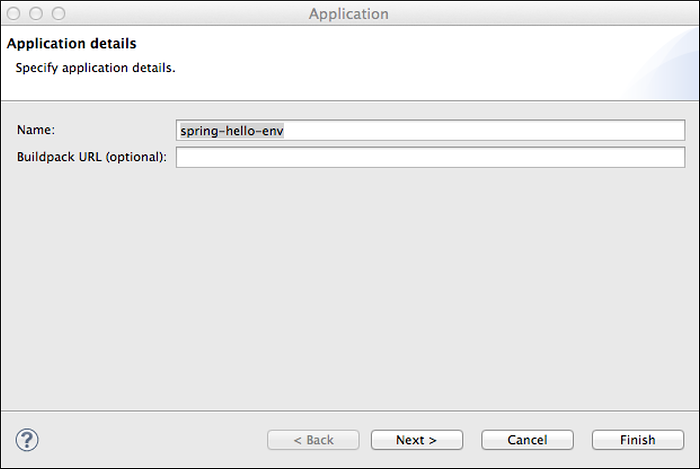 Application
Application details
Specify application details.
Name: spring-hello-env
Buildpack URL (optional):
? < Back Next > Cancel Finish